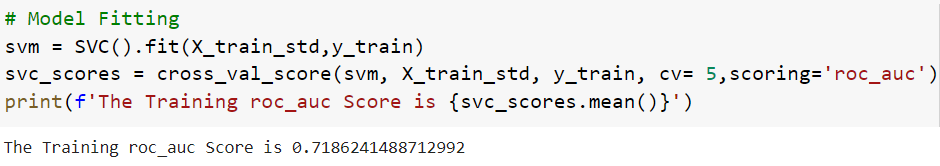 # Model Fitting
svm = SVC().fit(X_train_std,y_train)
svc_scores = cross_val_score(svm, X_train_std, y_train, cv= 5,scoring='roc_auc')
print(f'The Training roc_auc Score is {svc_scores.mean()}')
The Training roc_auc Score is 0.7186241488712992